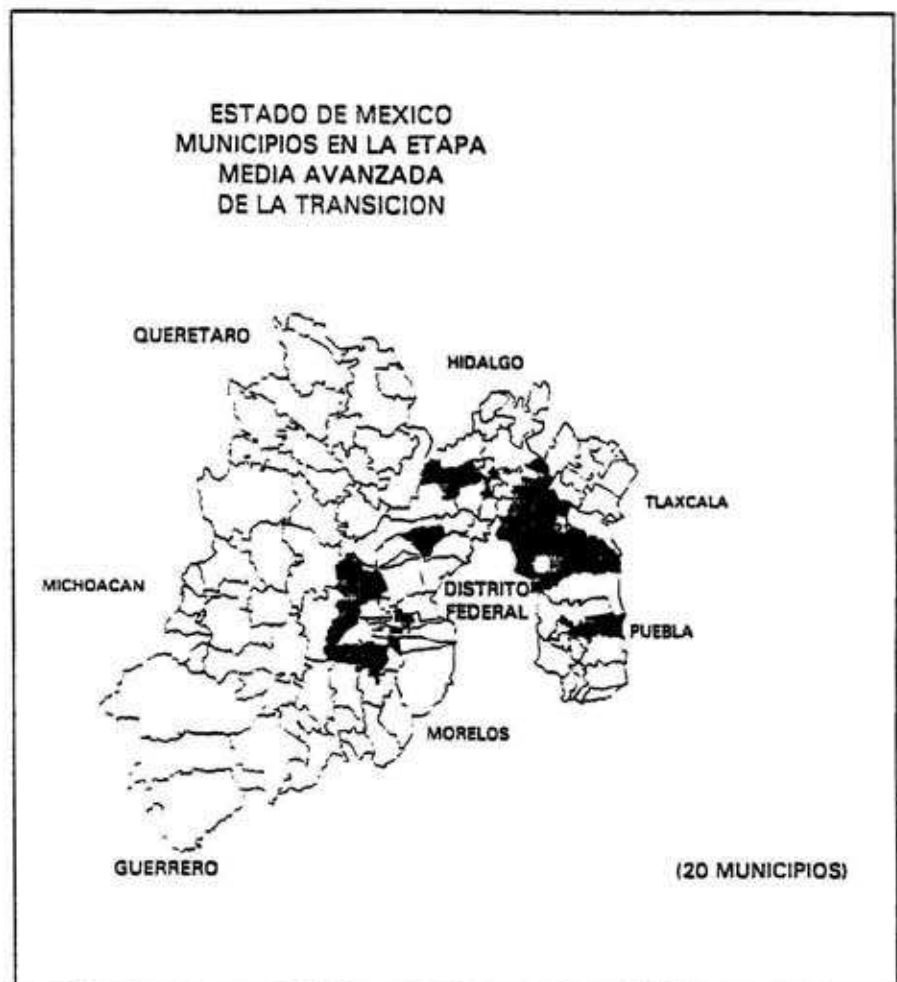 ESTADO DE MEXICO
MUNICIPIOS EN LA ETAPA
MEDIA AVANZADA
DE LA TRANSICION
QUERETARO
HIDALGO
TLAXCALA
MICHOACAN
DISTRITO
FEDERAL
PUEBLA
MORELOS
GUERRERO
(20 MUNICIPIOS)